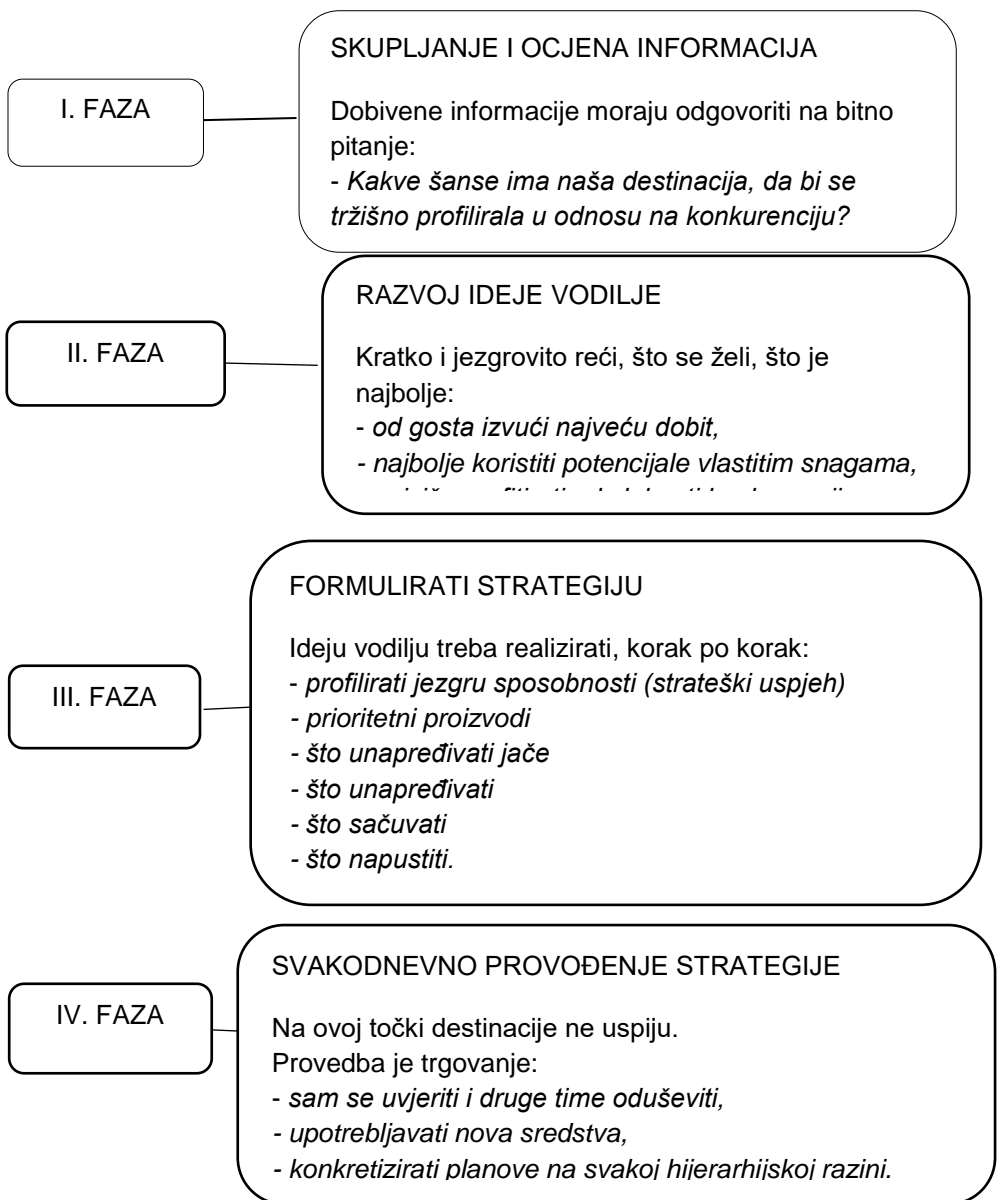 I. FAZA
SKUPLJANJE I OCJENA INFORMACIJA
Dobivene informacije moraju odgovoriti na bitno
pitanje:
- Kakve šanse ima naša destinacija, da bi se
tržišno profilirala u odnosu na konkurenciju?
II. FAZA
RAZVOJ IDEJE VODILJE
Kratko i jezgrovito reći, što se želi, što je
najbolje:
- od gosta izvući najveću dobit,
- najbolje koristiti potencijale vlastitim snagama,
III. FAZA
FORMULIRATI STRATEGIJU
Ideju vodilju treba realizirati, korak po korak:
- profilirati jezgru sposobnosti (strateški uspjeh)
- prioritetni proizvodi
- što unapređivati jače
- što unapređivati
- što sačuvati
- što napustiti.
IV. FAZA
SVAKODNEVNO PROVOĐENJE STRATEGIJE
Na ovoj točki destinacije ne uspiju.
Provedba je trgovanje:
- sam se uvjeriti i druge time oduševiti,
- upotrebljavati nova sredstva,
- konkretizirati planove na svakoj hijerarhijskoj razini.